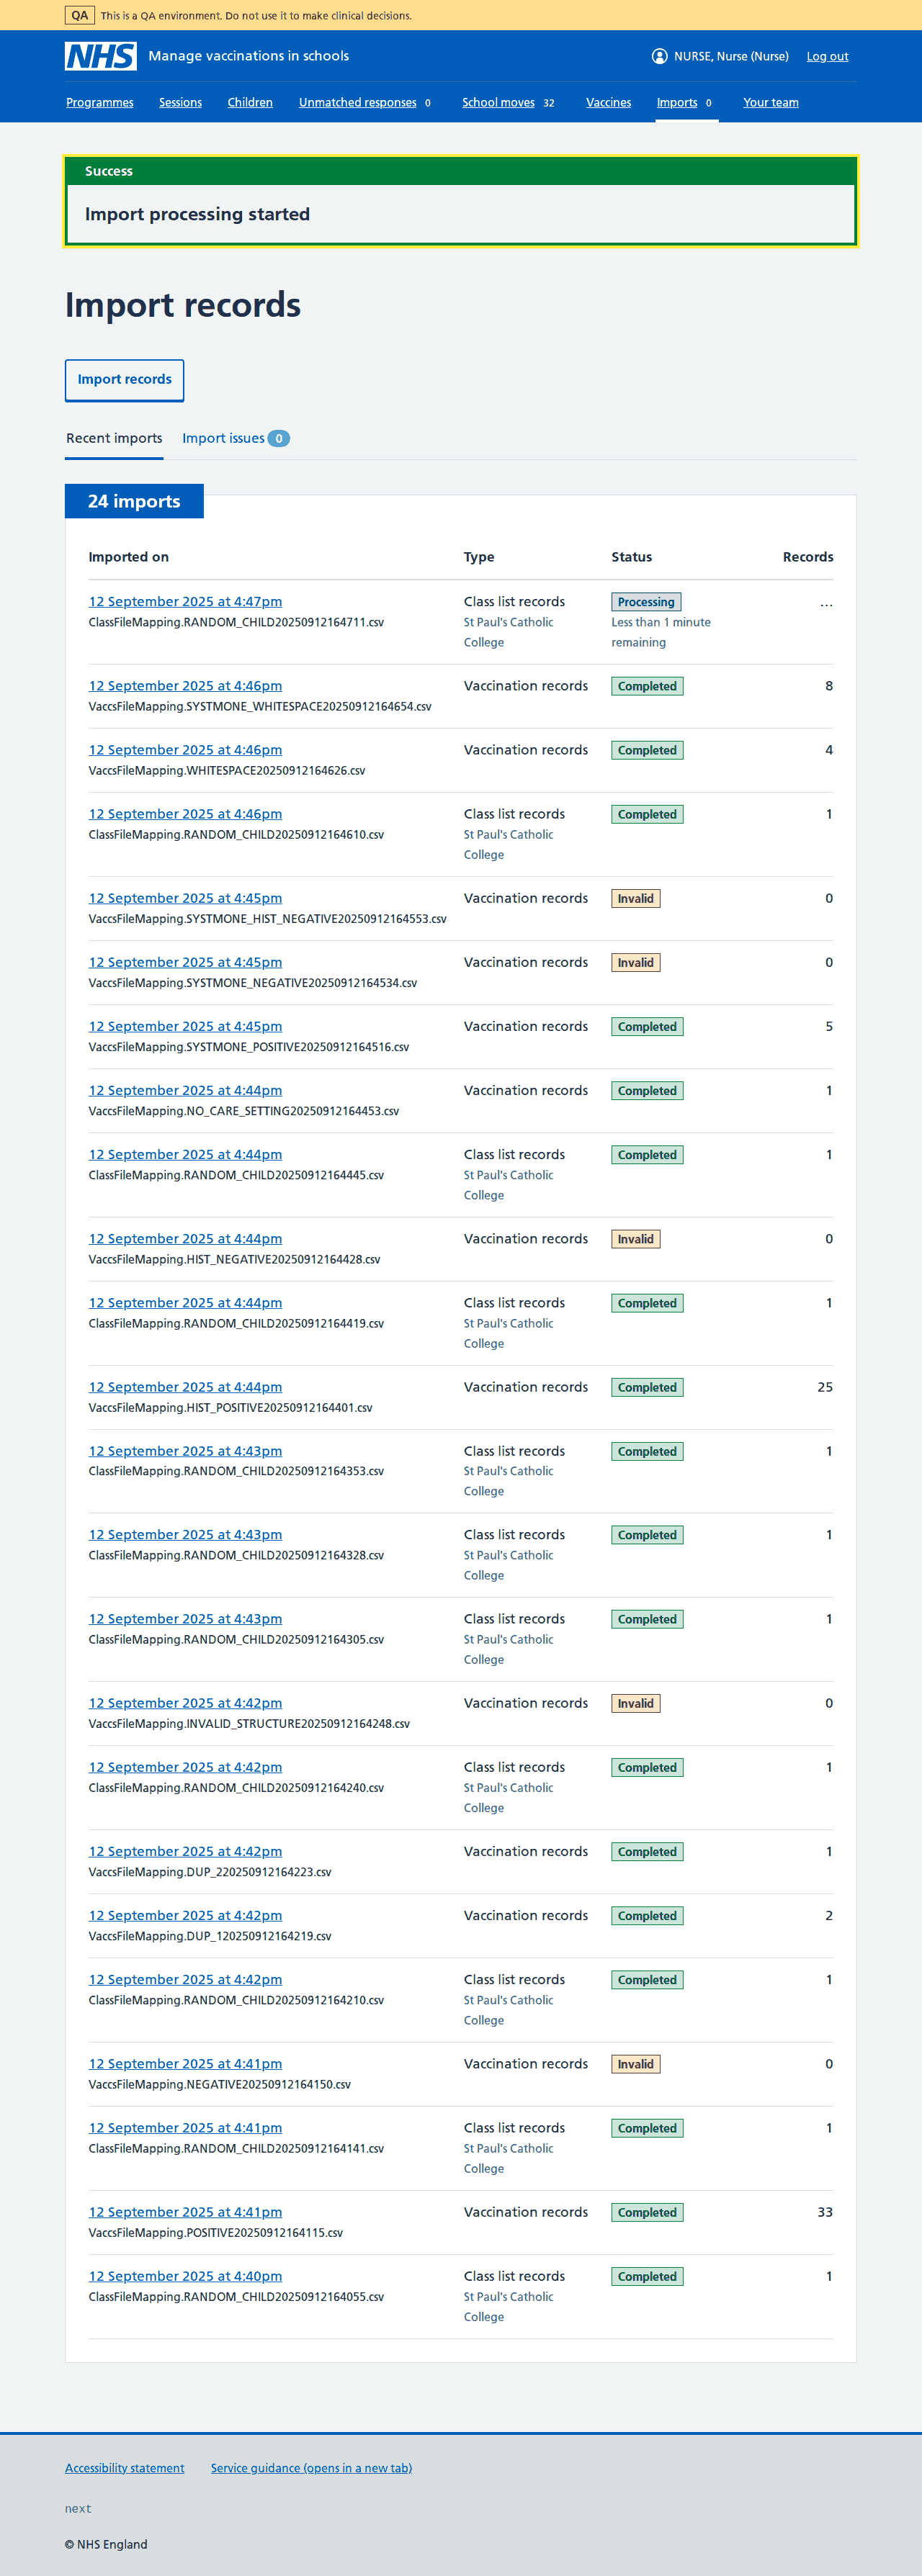 QA This is a QA environment. Do not use it to make clinical decisions.
NHS Manage vaccinations in schools NURSE, Nurse (Nurse) Log out
Programmes Sessions Children Unmatched responses 0 School moves 32 Vaccines Imports 0 Your team
Success
Import processing started
Import records
Import records
Recent imports Import issues 0
24 imports
Imported on Type Status Records
12 September 2025 at 4:47pm Class list records Processing ...
ClassFileMapping.RANDOM_CHILD20250912164711.csv St Paul's Catholic Less than 1 minute
College remaining
12 September 2025 at 4:46pm Vaccination records Completed 8
VaccsFileMapping.SYSTMONE_WHITESPACE20250912164654.csv
12 September 2025 at 4:46pm Vaccination records Completed 4
VaccsFileMapping.WHITESPACE20250912164626.csv
12 September 2025 at 4:46pm Class list records Completed 1
ClassFileMapping.RANDOM_CHILD20250912164610.csv St Paul's Catholic
College
12 September 2025 at 4:45pm Vaccination records Invalid 0
VaccsFileMapping.SYSTMONE_HIST_NEGATIVE20250912164553.csv
12 September 2025 at 4:45pm Vaccination records Invalid 0
VaccsFileMapping.SYSTMONE_NEGATIVE20250912164534.csv
12 September 2025 at 4:45pm Vaccination records Completed 5
VaccsFileMapping.SYSTMONE_POSITIVE20250912164516.csv
12 September 2025 at 4:44pm Vaccination records Completed 1
VaccsFileMapping.NO_CARE_SETTING20250912164453.csv
12 September 2025 at 4:44pm Class list records Completed 1
ClassFileMapping.RANDOM_CHILD20250912164445.csv St Paul's Catholic
College
12 September 2025 at 4:44pm Vaccination records Invalid 0
VaccsFileMapping.HIST_NEGATIVE20250912164428.csv
12 September 2025 at 4:44pm Class list records Completed 1
ClassFileMapping.RANDOM_CHILD20250912164419.csv St Paul's Catholic
College
12 September 2025 at 4:44pm Vaccination records Completed 25
VaccsFileMapping.HIST_POSITIVE20250912164401.csv
12 September 2025 at 4:43pm Class list records Completed 1
ClassFileMapping.RANDOM_CHILD20250912164353.csv St Paul's Catholic
College
12 September 2025 at 4:43pm Class list records Completed 1
ClassFileMapping.RANDOM_CHILD20250912164328.csv St Paul's Catholic
College
12 September 2025 at 4:43pm Class list records Completed 1
ClassFileMapping.RANDOM_CHILD20250912164305.csv St Paul's Catholic
College
12 September 2025 at 4:42pm Vaccination records Invalid 0
VaccsFileMapping.INVALID_STRUCTURE20250912164248.csv
12 September 2025 at 4:42pm Class list records Completed 1
ClassFileMapping.RANDOM_CHILD20250912164240.csv St Paul's Catholic
College
12 September 2025 at 4:42pm Vaccination records Completed 1
VaccsFileMapping.DUP_220250912164223.csv
12 September 2025 at 4:42pm Vaccination records Completed 2
VaccsFileMapping.DUP_120250912164219.csv
12 September 2025 at 4:42pm Class list records Completed 1
ClassFileMapping.RANDOM_CHILD20250912164210.csv St Paul's Catholic
College
12 September 2025 at 4:41pm Vaccination records Invalid 0
VaccsFileMapping.NEGATIVE20250912164150.csv
12 September 2025 at 4:41pm Class list records Completed 1
ClassFileMapping.RANDOM_CHILD20250912164141.csv St Paul's Catholic
College
12 September 2025 at 4:41pm Vaccination records Completed 33
VaccsFileMapping.POSITIVE20250912164115.csv
12 September 2025 at 4:40pm Class list records Completed 1
ClassFileMapping.RANDOM_CHILD20250912164055.csv St Paul's Catholic
College
Accessibility statement Service guidance (opens in a new tab)
next
© NHS England